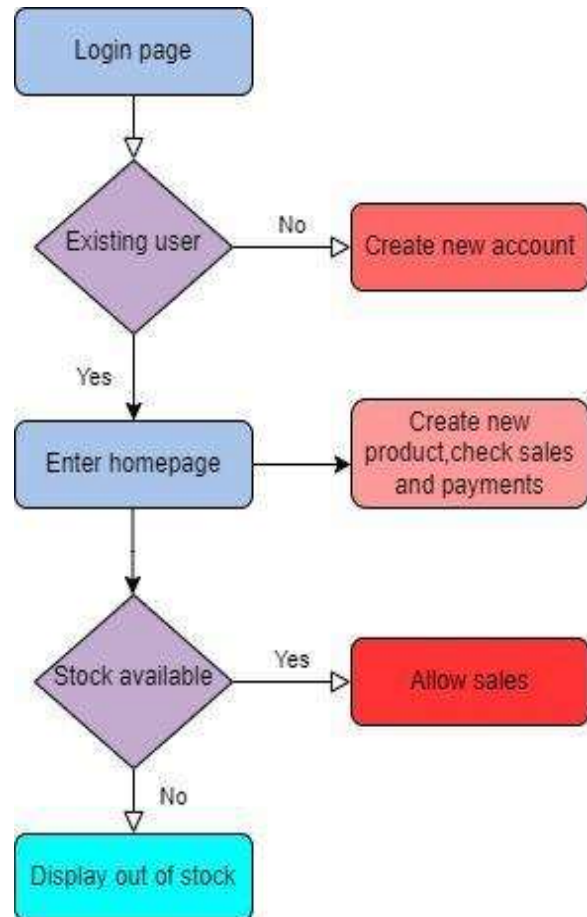 Login page
Existing user
No
Create new account
Yes
Enter homepage
Create new
product,check sales
and payments
Stock available
Yes
Allow sales
No
Display out of stock